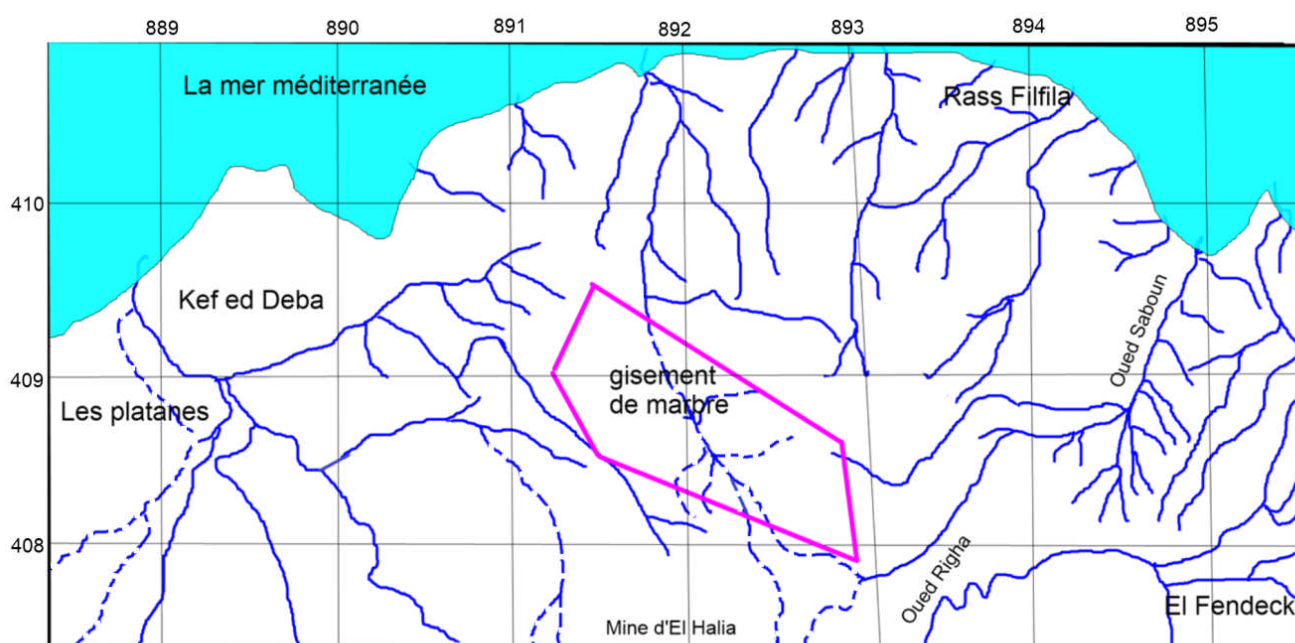 889 890 891 892 893 894 895
La mer méditerranée
Rass Filfila
410
Kef ed Deba
Oued Saboun
409
gisement
de marbre
Les platanes
408
Oued Righa
El Fendeck
Mine d'El Halia